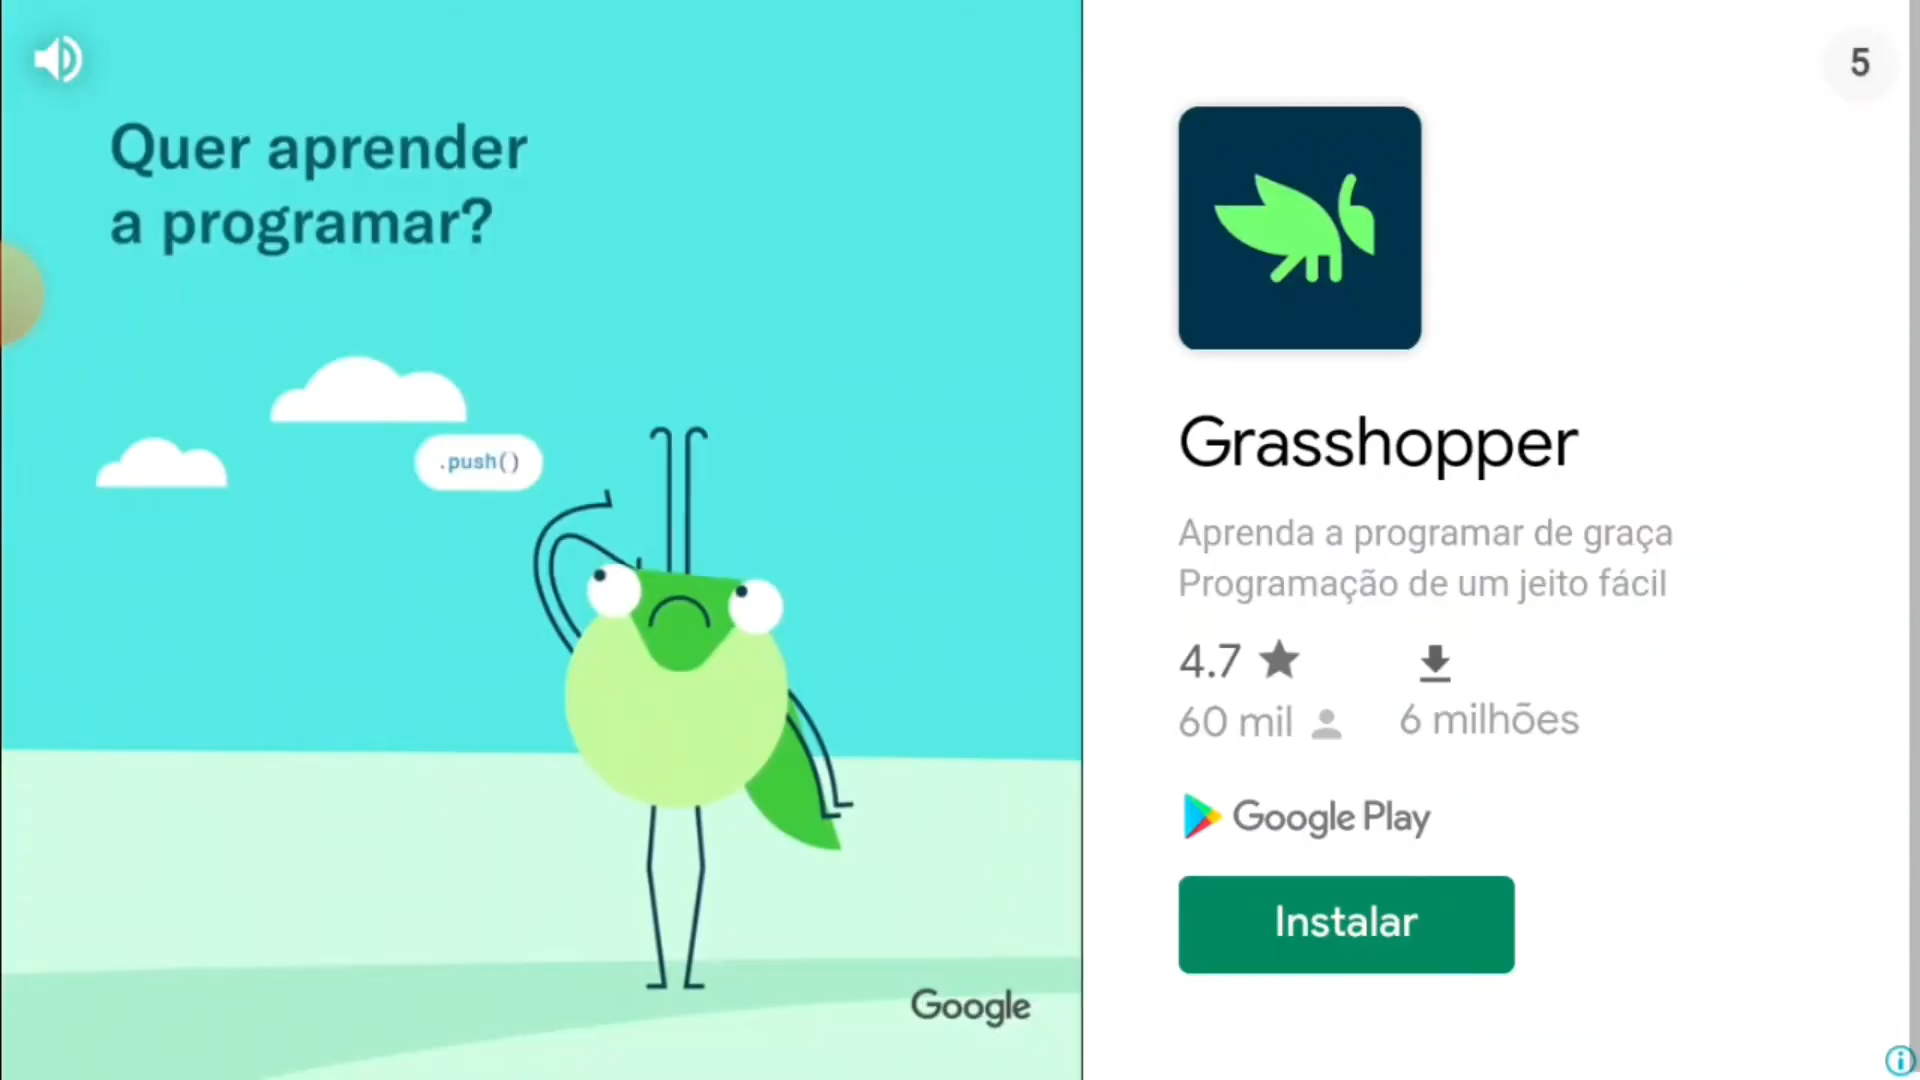 Quer aprender
a programar?
.push()
Google
5
Grasshopper
Aprenda a programar de graça
Programação de um jeito fácil
4.7
60 mil
6 milhões
Google Play
Instalar